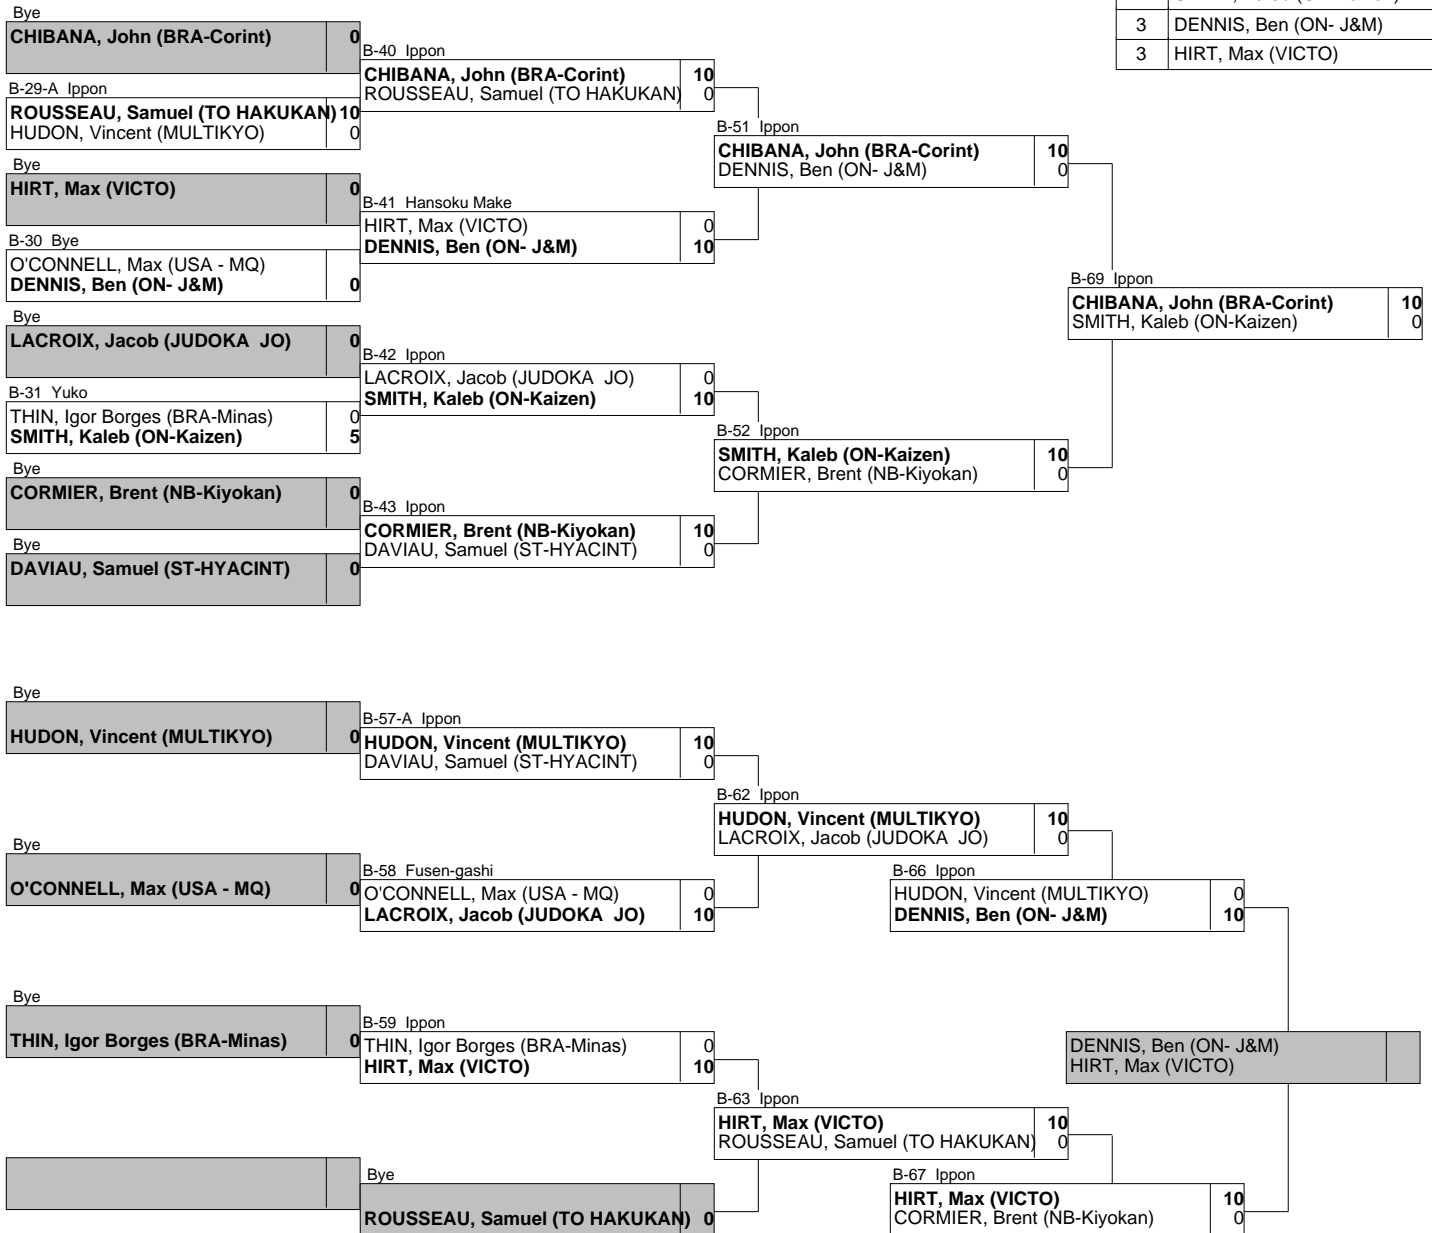 3 DENNIS, Ben (ON- J&M)
3 HIRT, Max (VICTO)
Bye
CHIBANA, John (BRA-Corint) 0
B-29-A Ippon
ROUSSEAU, Samuel (TO HAKUKAN) 10
HUDON, Vincent (MULTIKYO) 0
Bye
HIRT, Max (VICTO) 0
B-30 Bye
O'CONNELL, Max (USA - MQ)
DENNIS, Ben (ON- J&M) 0
Bye
LACROIX, Jacob (JUDOKA JO) 0
B-31 Yuko
THIN, Igor Borges (BRA-Minas) 0
SMITH, Kaleb (ON-Kaizen) 5
Bye
CORMIER, Brent (NB-Kiyokan) 0
Bye
DAVIAU, Samuel (ST-HYACINT) 0
B-40 Ippon
CHIBANA, John (BRA-Corint) 10
ROUSSEAU, Samuel (TO HAKUKAN) 0
B-41 Hansoku Make
HIRT, Max (VICTO) 0
DENNIS, Ben (ON- J&M) 10
B-42 Ippon
LACROIX, Jacob (JUDOKA JO) 0
SMITH, Kaleb (ON-Kaizen) 10
B-43 Ippon
CORMIER, Brent (NB-Kiyokan) 10
DAVIAU, Samuel (ST-HYACINT) 0
B-51 Ippon
CHIBANA, John (BRA-Corint) 10
DENNIS, Ben (ON- J&M) 0
B-52 Ippon
SMITH, Kaleb (ON-Kaizen) 10
CORMIER, Brent (NB-Kiyokan) 0
B-69 Ippon
CHIBANA, John (BRA-Corint) 10
SMITH, Kaleb (ON-Kaizen) 0
Bye
HUDON, Vincent (MULTIKYO) 0
Bye
O'CONNELL, Max (USA - MQ) 0
Bye
THIN, Igor Borges (BRA-Minas) 0
B-57-A Ippon
HUDON, Vincent (MULTIKYO) 10
DAVIAU, Samuel (ST-HYACINT) 0
B-58 Fusen-gashi
O'CONNELL, Max (USA - MQ) 0
LACROIX, Jacob (JUDOKA JO) 10
B-59 Ippon
THIN, Igor Borges (BRA-Minas) 0
HIRT, Max (VICTO) 10
Bye
ROUSSEAU, Samuel (TO HAKUKAN) 0
B-62 Ippon
HUDON, Vincent (MULTIKYO) 10
LACROIX, Jacob (JUDOKA JO) 0
B-63 Ippon
HIRT, Max (VICTO) 10
ROUSSEAU, Samuel (TO HAKUKAN) 0
B-66 Ippon
HUDON, Vincent (MULTIKYO) 0
DENNIS, Ben (ON- J&M) 10
B-67 Ippon
HIRT, Max (VICTO) 10
CORMIER, Brent (NB-Kiyokan) 0
DENNIS, Ben (ON- J&M)
HIRT, Max (VICTO)